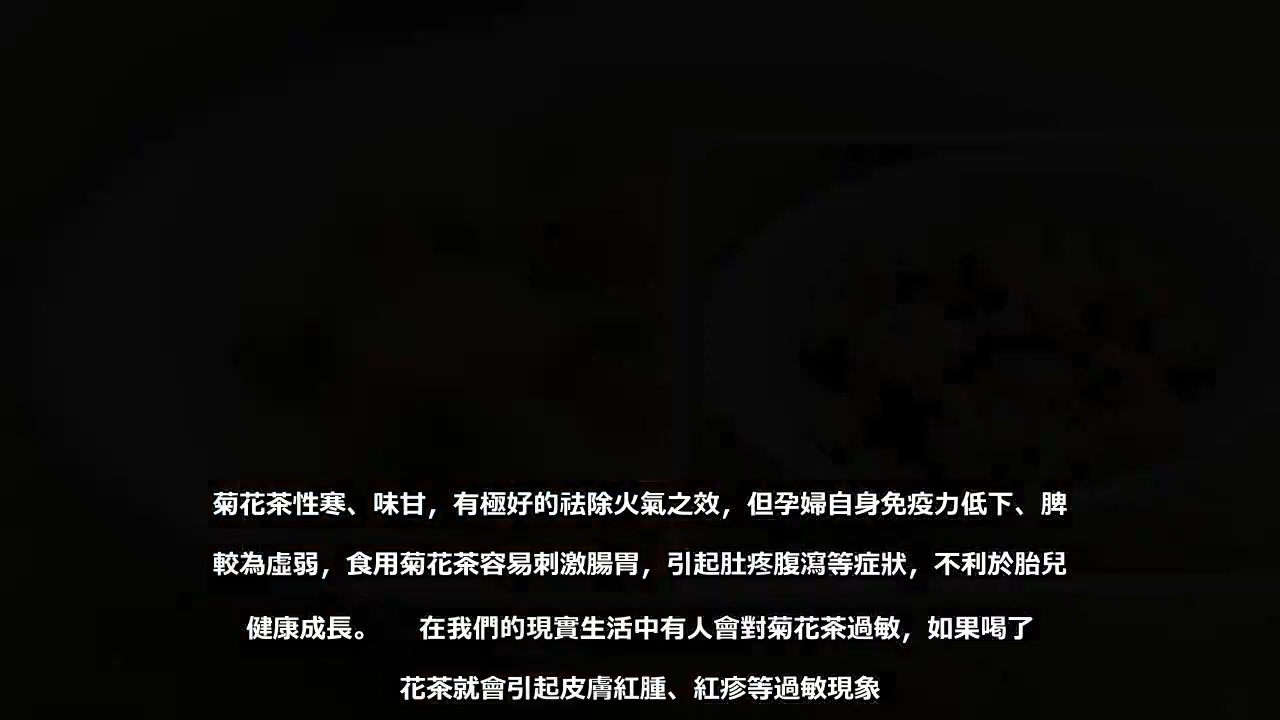 菊花茶性寒、味甘，有極好的祛除火氣之效，但孕婦自身免疫力低下、脾
較為虛弱，食用菊花茶容易刺激腸胃，引起肚疼腹瀉等症狀，不利於胎兒
健康成長。　在我們的現實生活中有人會對菊花茶過敏，如果喝了
花茶就會引起皮膚紅腫、紅疹等過敏現象